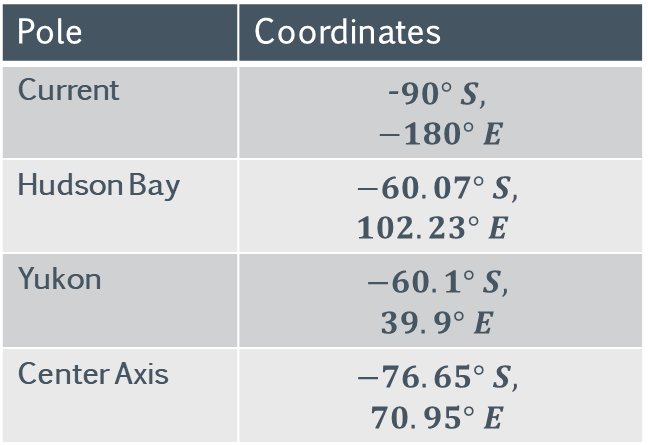 Pole Coordinates
Current -90° S,
−180° E
Hudson Bay −60.07° S,
102.23° E
Yukon −60.1° S,
39.9° E
Center Axis −76.65° S,
70.95° E